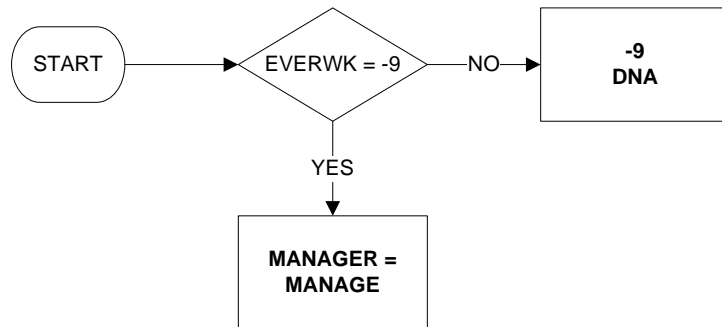 START
EVERWK = -9
NO
-9
DNA
YES
MANAGER =
MANAGE